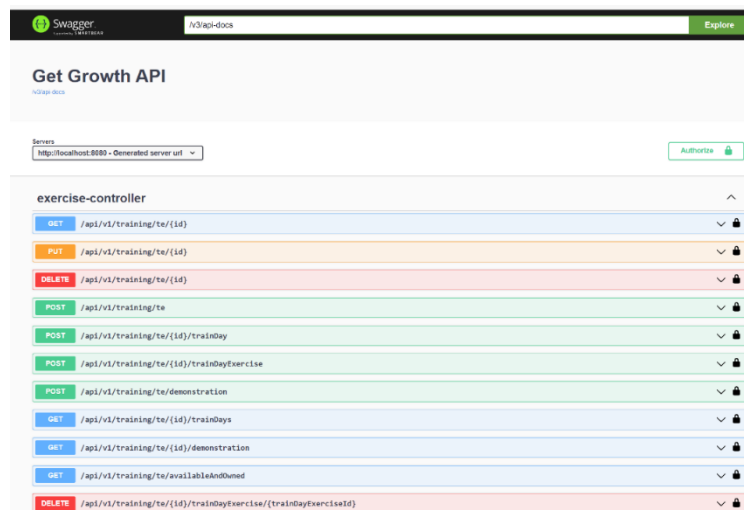 Swagger
/v3/api-docs
Explore
Get Growth API
/v3/api-docs
Servers
http://localhost:8080 - Generated server url
Authorize
exercise-controller
GET /api/v1/training/te/{id}
PUT /api/v1/training/te/{id}
DELETE /api/v1/training/te/{id}
POST /api/v1/training/te
POST /api/v1/training/te/{id}/trainDay
POST /api/v1/training/te/{id}/trainDayExercise
POST /api/v1/training/te/demonstration
GET /api/v1/training/te/{id}/trainDays
GET /api/v1/training/te/{id}/demonstration
GET /api/v1/training/te/availableAndOwned
DELETE /api/v1/training/te/{id}/trainDayExercise/{trainDayExerciseId}